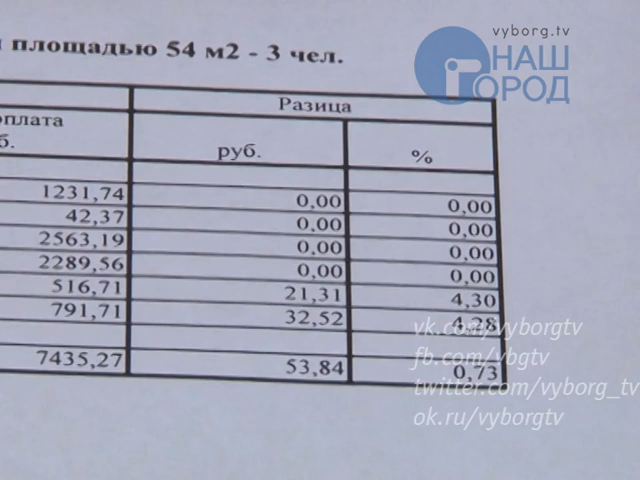 vyborg.tv
НАШ ГОРОД
площадью 54 м2 - 3 чел.
Разица
оплата
б. руб. %
1231,74 0,00 0,00
42,37 0,00 0,00
2563,19 0,00 0,00
2289,56 0,00 0,00
516,71 21,31 4,30
791,71 32,52 4,28
7435,27 53,84 0,73
vk.com/vyborgtv
fb.com/vbgtv
twitter.com/vyborg_tv
ok.ru/vyborgtv